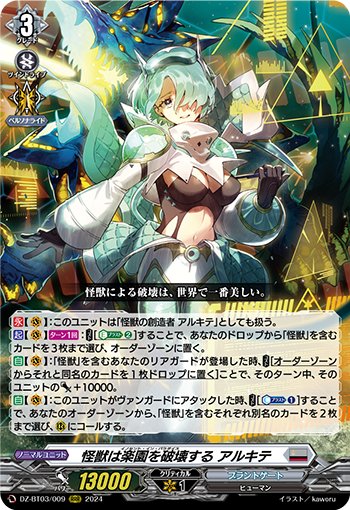 3
グレード
ツインドライブ
ペルソナライド
怪獣による破壊は、世界で一番美しい。
永【V】:このユニットは「怪獣の創造者 アルキテ」としても扱う。
起【V】ターン1回:【コスト】[することで、あなたのドロップから「怪獣」を含む
カードを3枚まで選び、オーダーゾーンに置く。
自【V】:「怪獣」を含むあなたのリアガードが登場した時、【コスト】[オーダーゾーン
からそれと同名のカードを1枚ドロップに置く]ことで、そのターン中、その
ユニットのパワー+10000。
自【V】:このユニットがヴァンガードにアタックした時、【コスト】[1]する
ことで、オーダーゾーンから、「怪獣」を含むそれぞれ別名のカードを2枚
まで選び、Rにコールする。
ノーマルユニット
怪獣は楽園を破壊する アルキテ
パワー 13000
クリティカル
1
ブラントゲート
ヒューマン
DZ-BT03/009 RRR 2024
イラスト/kaworu